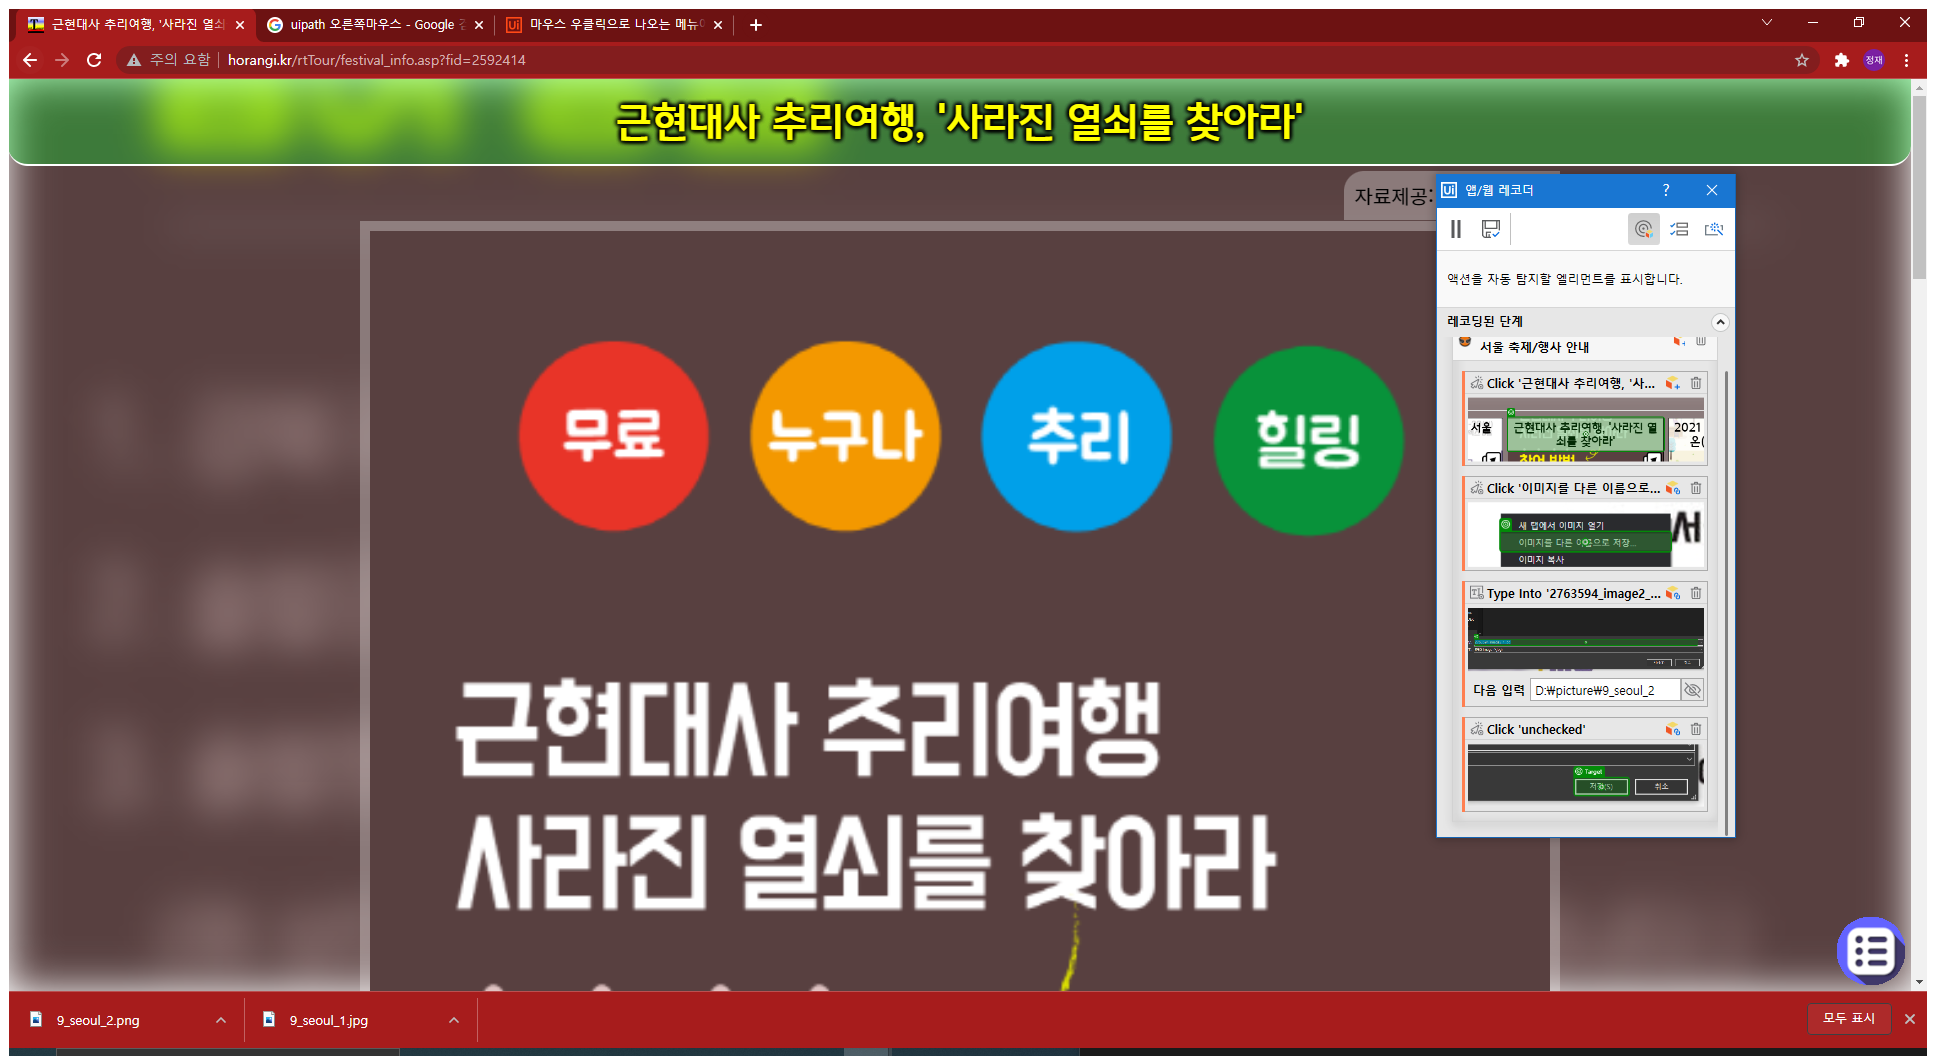 근현대사 추리여행, '사라진 열쇠
uipath 오른쪽마우스 - Google
마우스 우클릭으로 나오는 메뉴
주의 요함
horangi.kr/rtTour/festival_info.asp?fid=2592414
정재
근현대사 추리여행, '사라진 열쇠를 찾아라'
자료제공:
무료
누구나
추리
힐링
근현대사 추리여행
사라진 열쇠를 찾아라
Ui 앱/웹 레코더
액션을 자동 탐지할 엘리먼트를 표시합니다.
레코딩된 단계
서울 축제/행사 안내
Click '근현대사 추리여행, '사...
서울
근현대사 추리여행, '사라진 열
쇠를 찾아라'
2021
온(
참여 방법
Click '이미지를 다른 이름으로...
새 탭에서 이미지 열기
이미지를 다른 이름으로 저장...
이미지 복사
서
Type Into '2763594_image2_...
다음 입력
D:₩picture₩9_seoul_2
Click 'unchecked'
Target
저장(S)
취소
9_seoul_2.png
9_seoul_1.jpg
모두 표시